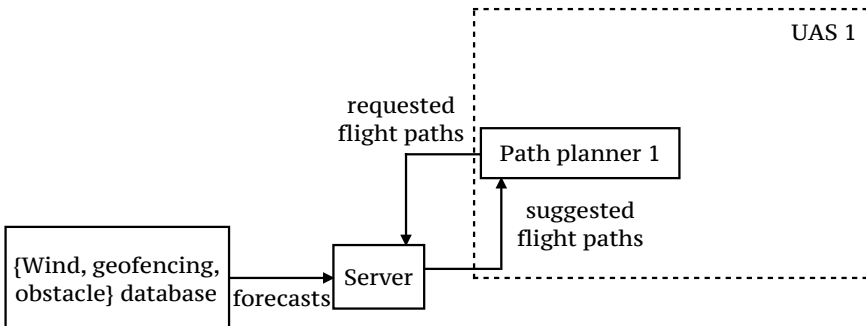 UAS 1
requested
flight paths
Path planner 1
suggested
flight paths
{Wind, geofencing,
obstacle} database
forecasts
Server